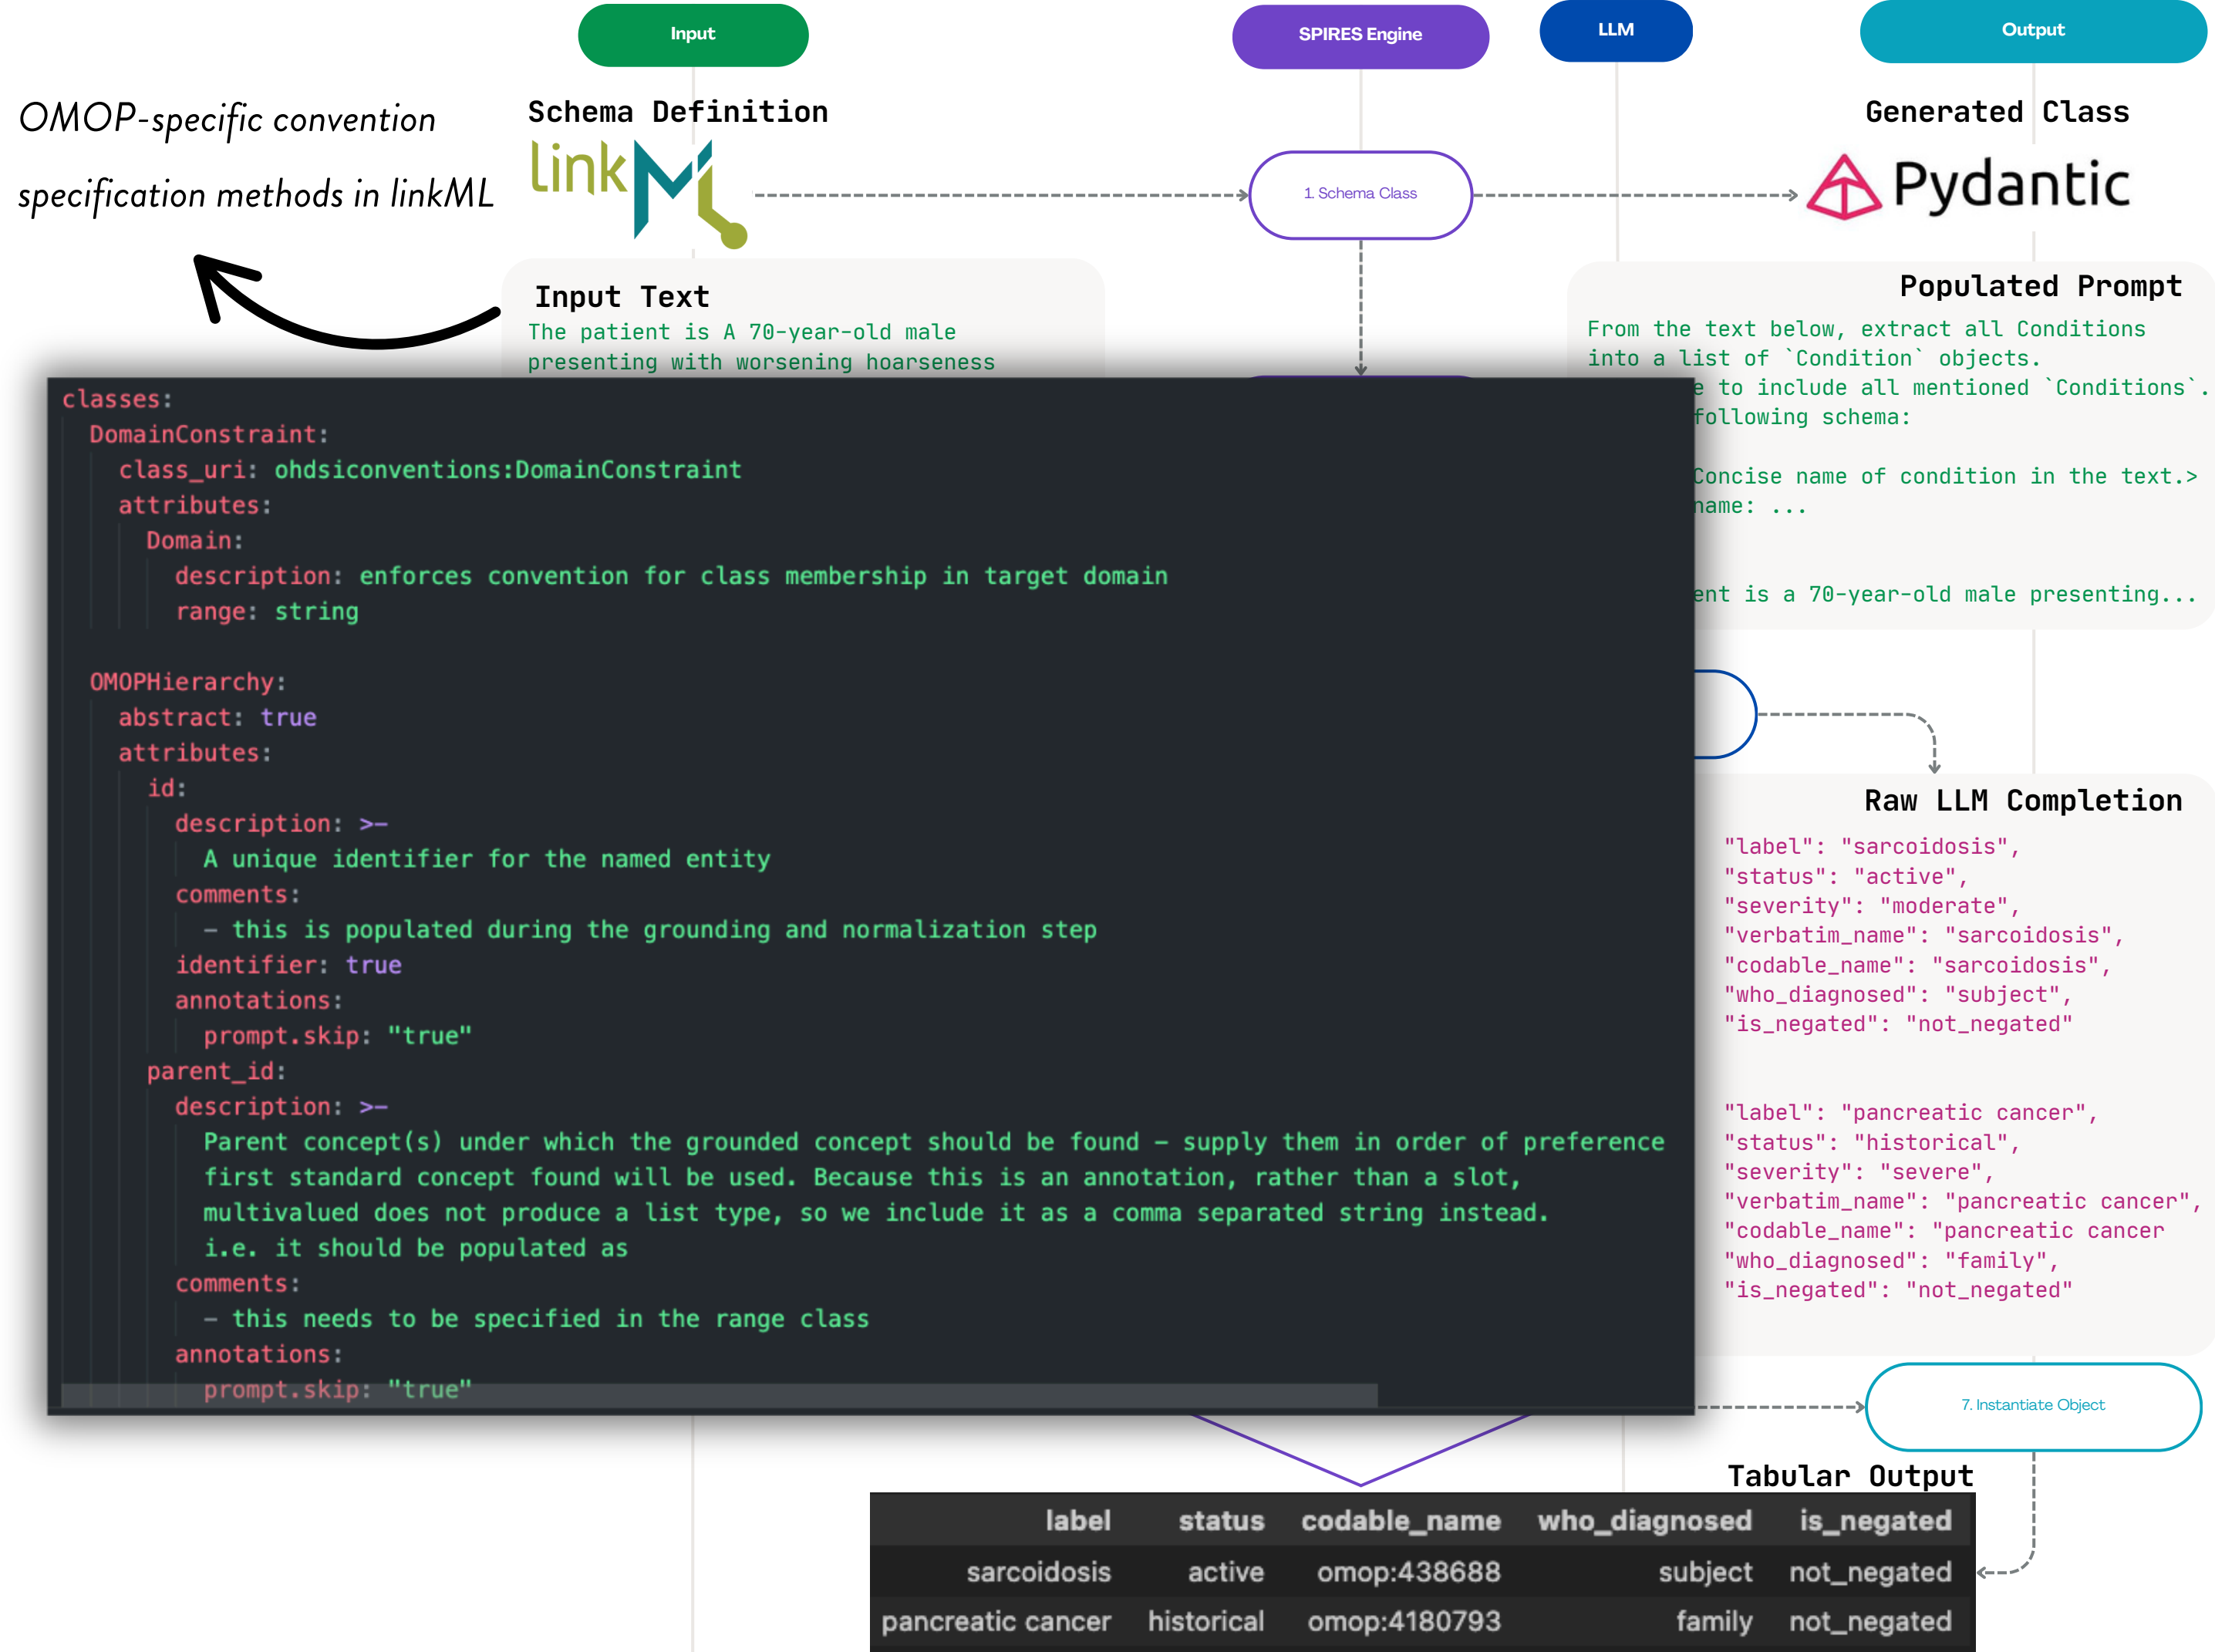 Input
SPIRES Engine
LLM
Output
OMOP-specific convention
specification methods in linkML
Schema Definition
linkML
1. Schema Class
Generated Class
Pydantic
Input Text
The patient is A 70-year-old male
presenting with worsening hoarseness
Populated Prompt
From the text below, extract all Conditions
into a list of `Condition` objects.
e to include all mentioned `Conditions`.
following schema:
Concise name of condition in the text.>
name: ...
ent is a 70-year-old male presenting...
classes:
DomainConstraint:
class_uri: ohdsiconventions:DomainConstraint
attributes:
Domain:
description: enforces convention for class membership in target domain
range: string
OMOPHierarchy:
abstract: true
attributes:
id:
description: >-
A unique identifier for the named entity
comments:
- this is populated during the grounding and normalization step
identifier: true
annotations:
prompt.skip: "true"
parent_id:
description: >-
Parent concept(s) under which the grounded concept should be found - supply them in order of preference
first standard concept found will be used. Because this is an annotation, rather than a slot,
multivalued does not produce a list type, so we include it as a comma separated string instead.
i.e. it should be populated as
comments:
- this needs to be specified in the range class
annotations:
prompt.skip: "true"
Raw LLM Completion
"label": "sarcoidosis",
"status": "active",
"severity": "moderate",
"verbatim_name": "sarcoidosis",
"codable_name": "sarcoidosis",
"who_diagnosed": "subject",
"is_negated": "not_negated"
"label": "pancreatic cancer",
"status": "historical",
"severity": "severe",
"verbatim_name": "pancreatic cancer",
"codable_name": "pancreatic cancer
"who_diagnosed": "family",
"is_negated": "not_negated"
7. Instantiate Object
Tabular Output
label status codable_name who_diagnosed is_negated
sarcoidosis active omop:438688 subject not_negated
pancreatic cancer historical omop:4180793 family not_negated